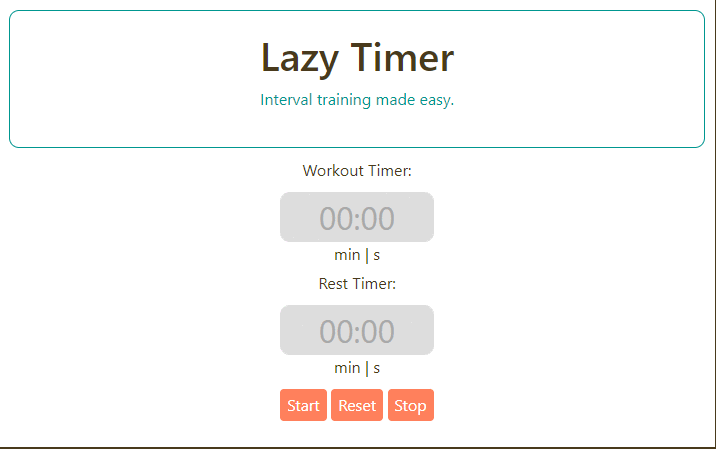 Lazy Timer
Interval training made easy.
Workout Timer:
00:00
min | s
Rest Timer:
00:00
min | s
Start Reset Stop